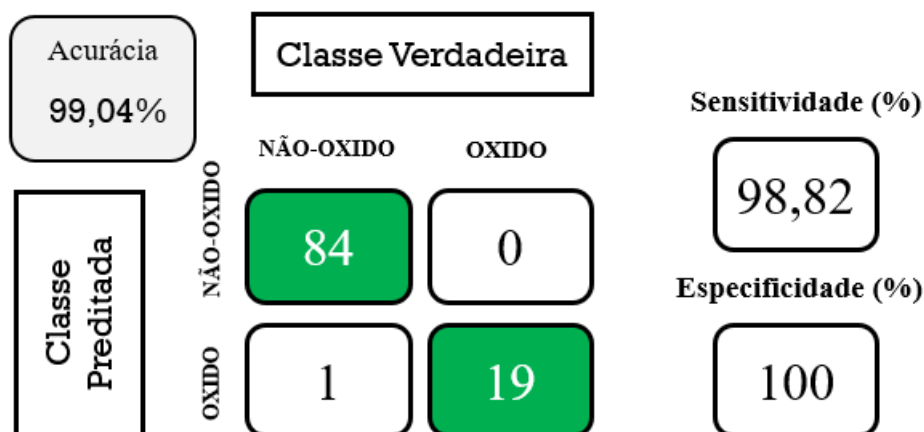 Acurácia
99,04%
Classe Verdadeira
Sensitividade (%)
NÃO-OXIDO OXIDO
NÃO-OXIDO
84 0
98,82
Classe
Preditada
Especificidade (%)
OXIDO
1 19
100